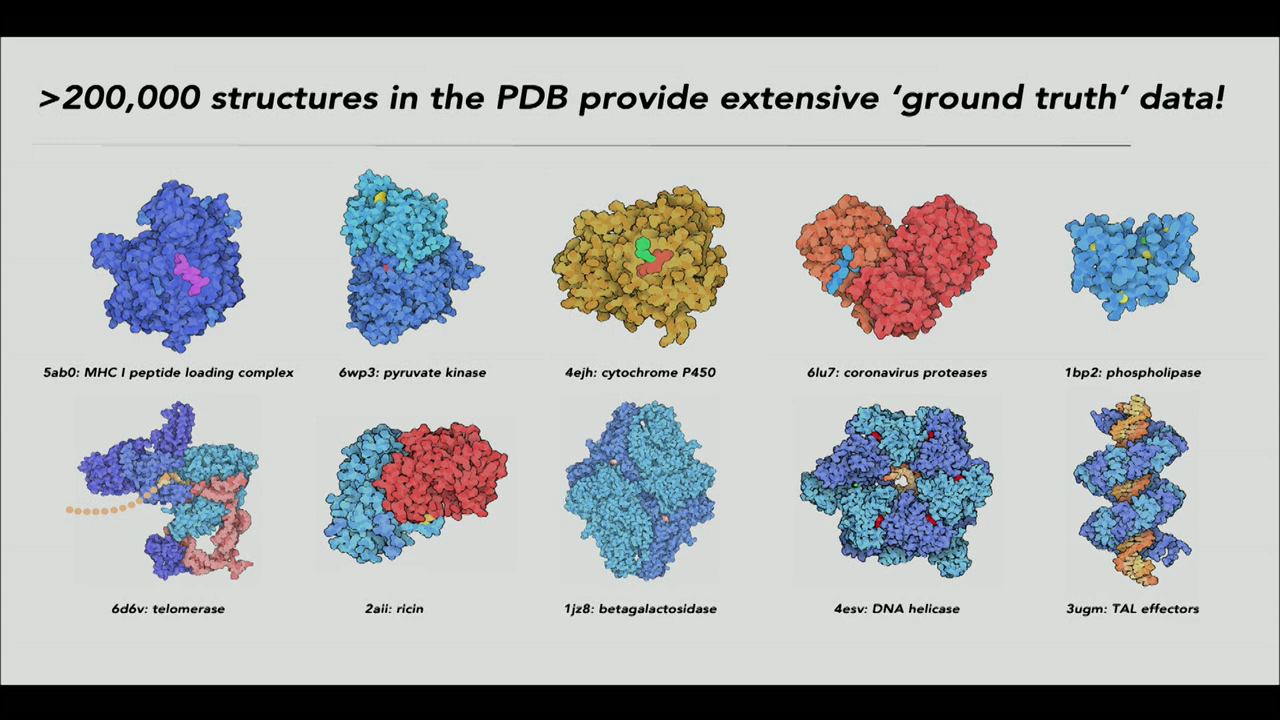 >200,000 structures in the PDB provide extensive ‘ground truth’ data!
5ab0: MHC I peptide loading complex
6wp3: pyruvate kinase
4ejh: cytochrome P450
6lu7: coronavirus proteases
1bp2: phospholipase
6d6v: telomerase
2aii: ricin
1jz8: betagalactosidase
4esv: DNA helicase
3ugm: TAL effectors